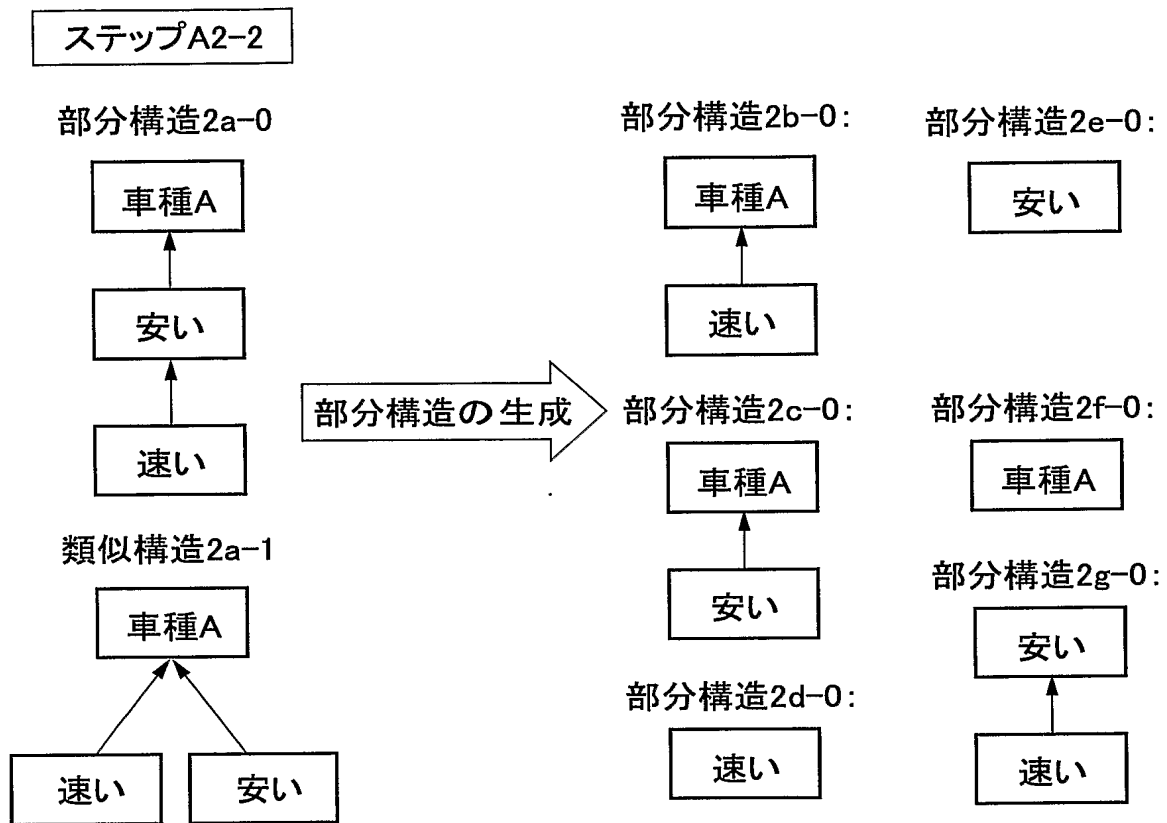 ステップA2-2
部分構造2a-0
車種A
安い
速い
類似構造2a-1
車種A
速い
安い
部分構造の生成
部分構造2b-0:
車種A
速い
部分構造2c-0:
車種A
安い
部分構造2d-0:
速い
部分構造2e-0:
安い
部分構造2f-0:
車種A
部分構造2g-0:
安い
速い